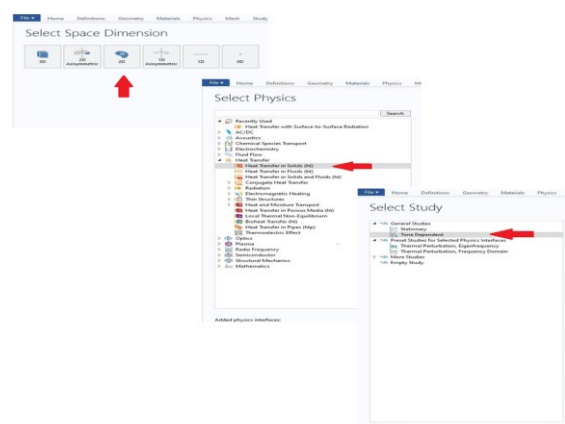 File Home Definitions Geometry Materials Physics Mesh Study
Select Space Dimension
3D 2D Axisymmetric 2D 1D Axisymmetric 1D 0D
File Home Definitions Geometry Materials Physics M
Select Physics
Search
Recently Used
Heat Transfer with Surface-to-Surface Radiation
AC/DC
Acoustics
Chemical Species Transport
Electrochemistry
Fluid Flow
Heat Transfer
Heat Transfer in Solids (ht)
Heat Transfer in Fluids (ht)
Heat Transfer in Solids and Fluids (ht)
Conjugate Heat Transfer
Radiation
Electromagnetic Heating
Thin Structures
Heat and Moisture Transport
Heat Transfer in Porous Media (ht)
Local Thermal Non-Equilibrium
Bioheat Transfer (ht)
Heat Transfer in Pipes (htp)
Thermoelectric Effect
Optics
Plasma
Radio Frequency
Semiconductor
Structural Mechanics
Mathematics
Added physics interfaces:
File Home Definitions Geometry Materials Physics
Select Study
General Studies
Stationary
Time Dependent
Preset Studies for Selected Physics Interfaces
Thermal Perturbation, Eigenfrequency
Thermal Perturbation, Frequency Domain
More Studies
Empty Study